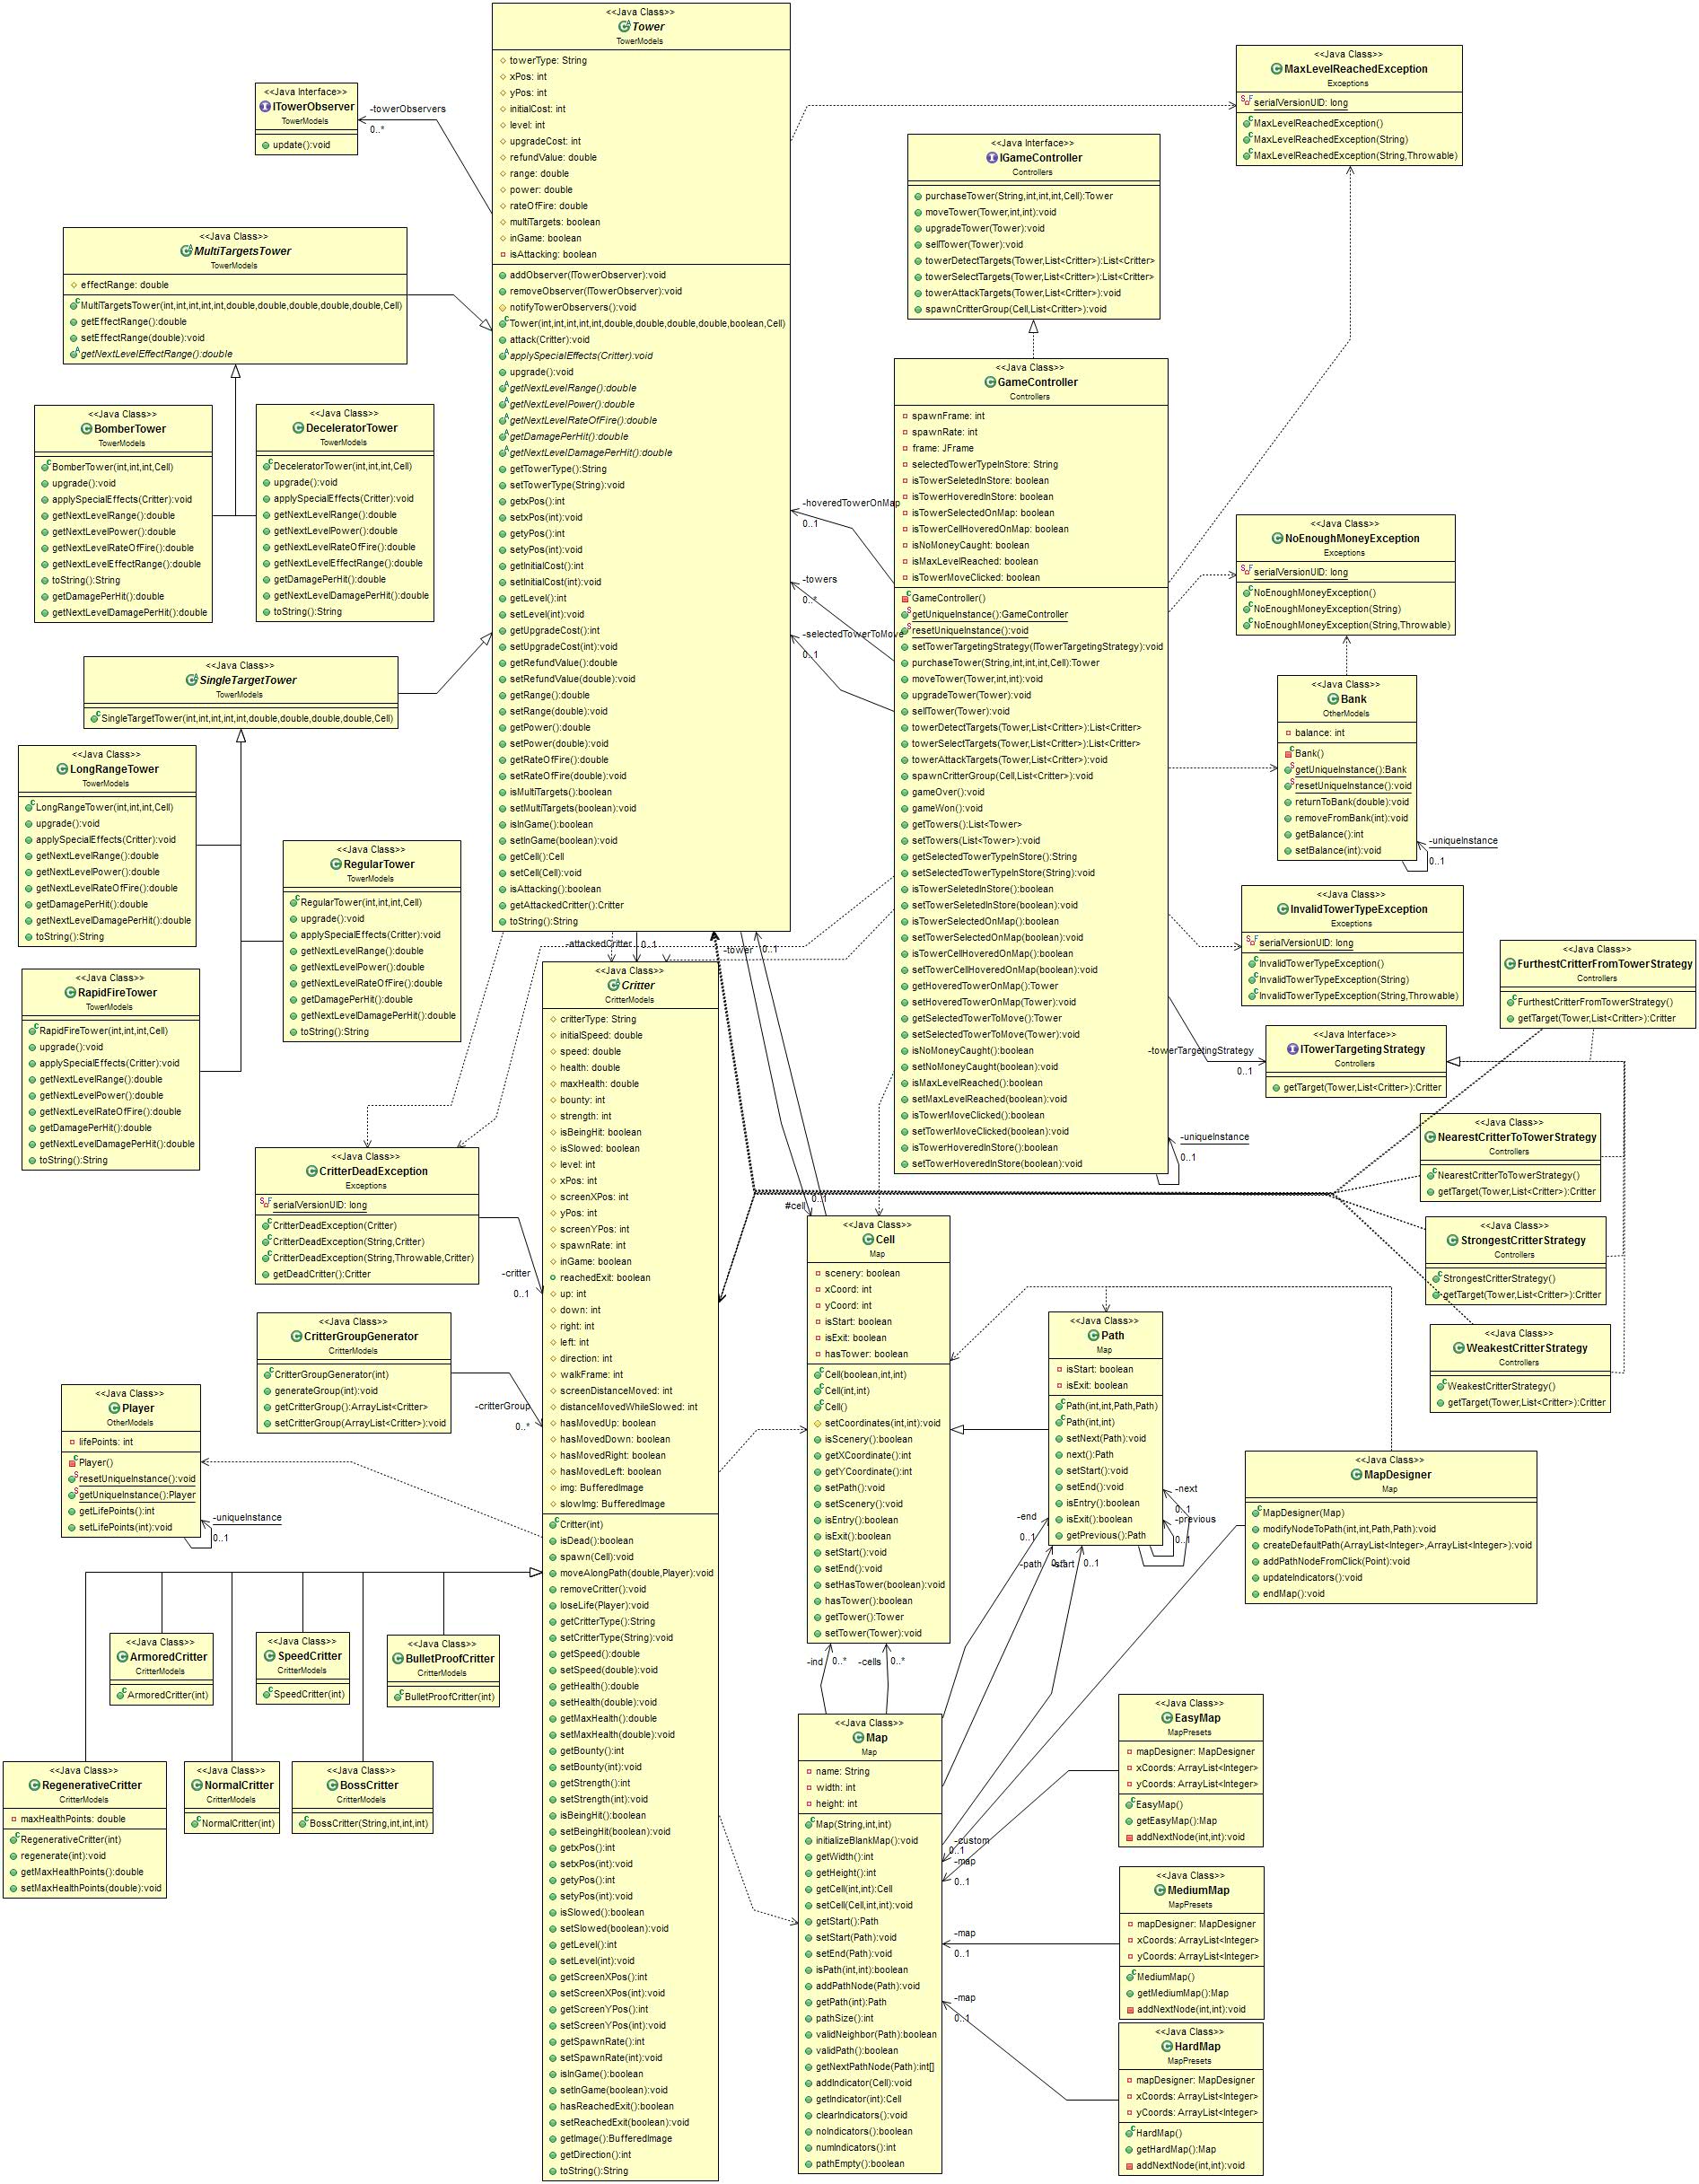 <<Java Class>>
Tower
TowerModels
towerType: String
xPos: int
yPos: int
initialCost: int
level: int
upgradeCost: int
refundValue: double
range: double
power: double
rateOfFire: double
multiTargets: boolean
inGame: boolean
isAttacking: boolean
addObserver(ITowerObserver):void
removeObserver(ITowerObserver):void
notifyTowerObservers():void
Tower(int,int,int,int,int,double,double,double,double,boolean,Cell)
attack(Critter):void
applySpecialEffects(Critter):void
upgrade():void
getNextLevelRange():double
getNextLevelPower():double
getNextLevelRateOfFire():double
getDamagePerHit():double
getNextLevelDamagePerHit():double
getTowerType():String
setTowerType(String):void
getxPos():int
setxPos(int):void
getyPos():int
setyPos(int):void
getInitialCost():int
setInitialCost(int):void
getLevel():int
setLevel(int):void
getUpgradeCost():int
setUpgradeCost(int):void
getRefundValue():double
setRefundValue(double):void
getRange():double
setRange(double):void
getPower():double
setPower(double):void
getRateOfFire():double
setRateOfFire(double):void
isMultiTargets():boolean
setMultiTargets(boolean):void
isInGame():boolean
setInGame(boolean):void
getCell():Cell
setCell(Cell):void
isAttacking():boolean
getAttackedCritter():Critter
toString():String
<<Java Interface>>
ITowerObserver
TowerModels
update():void
-towerObservers
0..*
<<Java Class>>
MultiTargetsTower
TowerModels
effectRange: double
MultiTargetsTower(int,int,int,int,int,double,double,double,double,double,Cell)
getEffectRange():double
setEffectRange(double):void
getNextLevelEffectRange():double
<<Java Class>>
BomberTower
TowerModels
BomberTower(int,int,int,Cell)
upgrade():void
applySpecialEffects(Critter):void
getNextLevelRange():double
getNextLevelPower():double
getNextLevelRateOfFire():double
getNextLevelEffectRange():double
toString():String
getDamagePerHit():double
getNextLevelDamagePerHit():double
<<Java Class>>
DeceleratorTower
TowerModels
DeceleratorTower(int,int,int,Cell)
upgrade():void
applySpecialEffects(Critter):void
getNextLevelRange():double
getNextLevelPower():double
getNextLevelRateOfFire():double
getNextLevelEffectRange():double
getDamagePerHit():double
getNextLevelDamagePerHit():double
toString():String
<<Java Class>>
SingleTargetTower
TowerModels
SingleTargetTower(int,int,int,int,int,double,double,double,double,Cell)
<<Java Class>>
LongRangeTower
TowerModels
LongRangeTower(int,int,int,Cell)
upgrade():void
applySpecialEffects(Critter):void
getNextLevelRange():double
getNextLevelPower():double
getNextLevelRateOfFire():double
getDamagePerHit():double
getNextLevelDamagePerHit():double
toString():String
<<Java Class>>
RegularTower
TowerModels
RegularTower(int,int,int,Cell)
upgrade():void
applySpecialEffects(Critter):void
getNextLevelRange():double
getNextLevelPower():double
getNextLevelRateOfFire():double
getDamagePerHit():double
getNextLevelDamagePerHit():double
toString():String
<<Java Class>>
RapidFireTower
TowerModels
RapidFireTower(int,int,int,Cell)
upgrade():void
applySpecialEffects(Critter):void
getNextLevelRange():double
getNextLevelPower():double
getNextLevelRateOfFire():double
getDamagePerHit():double
getNextLevelDamagePerHit():double
toString():String
<<Java Class>>
MaxLevelReachedException
Exceptions
serialVersionUID: long
MaxLevelReachedException()
MaxLevelReachedException(String)
MaxLevelReachedException(String,Throwable)
<<Java Interface>>
IGameController
Controllers
purchaseTower(String,int,int,int,Cell):Tower
moveTower(Tower,int,int):void
upgradeTower(Tower):void
sellTower(Tower):void
towerDetectTargets(Tower,List<Critter>):List<Critter>
towerSelectTargets(Tower,List<Critter>):List<Critter>
towerAttackTargets(Tower,List<Critter>):void
spawnCritterGroup(Cell,List<Critter>):void
<<Java Class>>
GameController
Controllers
spawnFrame: int
spawnRate: int
frame: JFrame
selectedTowerTypeInStore: String
isTowerSeletedInStore: boolean
isTowerHoveredInStore: boolean
isTowerSelectedOnMap: boolean
isTowerCellHoveredOnMap: boolean
isNoMoneyCaught: boolean
isMaxLevelReached: boolean
isTowerMoveClicked: boolean
GameController()
getUniqueInstance():GameController
resetUniqueInstance():void
setTowerTargetingStrategy(ITowerTargetingStrategy):void
purchaseTower(String,int,int,int,Cell):Tower
moveTower(Tower,int,int):void
upgradeTower(Tower):void
sellTower(Tower):void
towerDetectTargets(Tower,List<Critter>):List<Critter>
towerSelectTargets(Tower,List<Critter>):List<Critter>
towerAttackTargets(Tower,List<Critter>):void
spawnCritterGroup(Cell,List<Critter>):void
gameOver():void
gameWon():void
getTowers():List<Tower>
setTowers(List<Tower>):void
getSelectedTowerTypeInStore():String
setSelectedTowerTypeInStore(String):void
isTowerSeletedInStore():boolean
setTowerSeletedInStore(boolean):void
isTowerSelectedOnMap():boolean
setTowerSelectedOnMap(boolean):void
isTowerCellHoveredOnMap():boolean
setTowerCellHoveredOnMap(boolean):void
getHoveredTowerOnMap():Tower
setHoveredTowerOnMap(Tower):void
getSelectedTowerToMove():Tower
setSelectedTowerToMove(Tower):void
isNoMoneyCaught():boolean
setNoMoneyCaught(boolean):void
isMaxLevelReached():boolean
setMaxLevelReached(boolean):void
isTowerMoveClicked():boolean
setTowerMoveClicked(boolean):void
isTowerHoveredInStore():boolean
setTowerHoveredInStore(boolean):void
-hoveredTowerOnMap
0..1
-towers
0..*
-selectedTowerToMove
0..1
-uniqueInstance
0..1
<<Java Class>>
NoEnoughMoneyException
Exceptions
serialVersionUID: long
NoEnoughMoneyException()
NoEnoughMoneyException(String)
NoEnoughMoneyException(String,Throwable)
<<Java Class>>
Bank
OtherModels
balance: int
Bank()
getUniqueInstance():Bank
resetUniqueInstance():void
returnToBank(double):void
removeFromBank(int):void
getBalance():int
setBalance(int):void
-uniqueInstance
0..1
<<Java Class>>
InvalidTowerTypeException
Exceptions
serialVersionUID: long
InvalidTowerTypeException()
InvalidTowerTypeException(String)
InvalidTowerTypeException(String,Throwable)
<<Java Class>>
FurthestCritterFromTowerStrategy
Controllers
FurthestCritterFromTowerStrategy()
getTarget(Tower,List<Critter>):Critter
<<Java Interface>>
ITowerTargetingStrategy
Controllers
getTarget(Tower,List<Critter>):Critter
-towerTargetingStrategy
0..1
<<Java Class>>
NearestCritterToTowerStrategy
Controllers
NearestCritterToTowerStrategy()
getTarget(Tower,List<Critter>):Critter
<<Java Class>>
StrongestCritterStrategy
Controllers
StrongestCritterStrategy()
getTarget(Tower,List<Critter>):Critter
<<Java Class>>
WeakestCritterStrategy
Controllers
WeakestCritterStrategy()
getTarget(Tower,List<Critter>):Critter
-attackedCritter
0..1
-tower
0..1
#cell
0..1
<<Java Class>>
Critter
CritterModels
critterType: String
initialSpeed: double
speed: double
health: double
maxHealth: double
bounty: int
strength: int
isBeingHit: boolean
isSlowed: boolean
level: int
xPos: int
screenXPos: int
yPos: int
screenYPos: int
spawnRate: int
inGame: boolean
reachedExit: boolean
up: int
down: int
right: int
left: int
direction: int
walkFrame: int
screenDistanceMoved: int
distanceMovedWhileSlowed: int
hasMovedUp: boolean
hasMovedDown: boolean
hasMovedRight: boolean
hasMovedLeft: boolean
img: BufferedImage
slowImg: BufferedImage
Critter(int)
isDead():boolean
spawn(Cell):void
moveAlongPath(double,Player):void
removeCritter():void
loseLife(Player):void
getCritterType():String
setCritterType(String):void
getSpeed():double
setSpeed(double):void
getHealth():double
setHealth(double):void
getMaxHealth():double
setMaxHealth(double):void
getBounty():int
setBounty(int):void
getStrength():int
setStrength(int):void
isBeingHit():boolean
setBeingHit(boolean):void
getxPos():int
setxPos(int):void
getyPos():int
setyPos(int):void
isSlowed():boolean
setSlowed(boolean):void
getLevel():int
setLevel(int):void
getScreenXPos():int
setScreenXPos(int):void
getScreenYPos():int
setScreenYPos(int):void
getSpawnRate():int
setSpawnRate(int):void
isInGame():boolean
setInGame(boolean):void
hasReachedExit():boolean
setReachedExit(boolean):void
getImage():BufferedImage
getDirection():int
toString():String
<<Java Class>>
CritterDeadException
Exceptions
serialVersionUID: long
CritterDeadException(Critter)
CritterDeadException(String,Critter)
CritterDeadException(String,Throwable,Critter)
getDeadCritter():Critter
-critter
0..1
<<Java Class>>
CritterGroupGenerator
CritterModels
CritterGroupGenerator(int)
generateGroup(int):void
getCritterGroup():ArrayList<Critter>
setCritterGroup(ArrayList<Critter>):void
-critterGroup
0..*
<<Java Class>>
Player
OtherModels
lifePoints: int
Player()
resetUniqueInstance():void
getUniqueInstance():Player
getLifePoints():int
setLifePoints(int):void
-uniqueInstance
0..1
<<Java Class>>
ArmoredCritter
CritterModels
ArmoredCritter(int)
<<Java Class>>
SpeedCritter
CritterModels
SpeedCritter(int)
<<Java Class>>
BulletProofCritter
CritterModels
BulletProofCritter(int)
<<Java Class>>
RegenerativeCritter
CritterModels
maxHealthPoints: double
RegenerativeCritter(int)
regenerate(int):void
getMaxHealthPoints():double
setMaxHealthPoints(double):void
<<Java Class>>
NormalCritter
CritterModels
NormalCritter(int)
<<Java Class>>
BossCritter
CritterModels
BossCritter(String,int,int,int)
<<Java Class>>
Cell
Map
scenery: boolean
xCoord: int
yCoord: int
isStart: boolean
isExit: boolean
hasTower: boolean
Cell(boolean,int,int)
Cell(int,int)
Cell()
setCoordinates(int,int):void
isScenery():boolean
getXCoordinate():int
getYCoordinate():int
setPath():void
setScenery():void
isEntry():boolean
isExit():boolean
setStart():void
setEnd():void
setHasTower(boolean):void
hasTower():boolean
getTower():Tower
setTower(Tower):void
<<Java Class>>
Path
Map
isStart: boolean
isExit: boolean
Path(int,int,Path,Path)
Path(int,int)
setNext(Path):void
next():Path
setStart():void
setEnd():void
isEntry():boolean
isExit():boolean
getPrevious():Path
-next
0..1
-previous
0..1
-end
0..1
-path
0..*
-start
0..1
<<Java Class>>
MapDesigner
Map
MapDesigner(Map)
modifyNodeToPath(int,int,Path,Path):void
createDefaultPath(ArrayList<Integer>,ArrayList<Integer>):void
addPathNodeFromClick(Point):void
updateIndicators():void
endMap():void
-ind
0..*
-cells
0..*
<<Java Class>>
Map
Map
name: String
width: int
height: int
Map(String,int,int)
initializeBlankMap():void
getWidth():int
getHeight():int
getCell(int,int):Cell
setCell(Cell,int,int):void
getStart():Path
setStart(Path):void
setEnd(Path):void
isPath(int,int):boolean
addPathNode(Path):void
getPath(int):Path
pathSize():int
validNeighbor(Path):boolean
validPath():boolean
getNextPathNode(Path):int[]
addIndicator(Cell):void
getIndicator(int):Cell
clearIndicators():void
noIndicators():boolean
numIndicators():int
pathEmpty():boolean
-custom
0..1
-map
0..1
<<Java Class>>
EasyMap
MapPresets
mapDesigner: MapDesigner
xCoords: ArrayList<Integer>
yCoords: ArrayList<Integer>
EasyMap()
getEasyMap():Map
addNextNode(int,int):void
<<Java Class>>
MediumMap
MapPresets
mapDesigner: MapDesigner
xCoords: ArrayList<Integer>
yCoords: ArrayList<Integer>
MediumMap()
getMediumMap():Map
addNextNode(int,int):void
-map
0..1
<<Java Class>>
HardMap
MapPresets
mapDesigner: MapDesigner
xCoords: ArrayList<Integer>
yCoords: ArrayList<Integer>
HardMap()
getHardMap():Map
addNextNode(int,int):void
-map
0..1